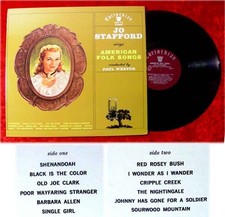 JO STAFFORD
sings
AMERICAN
FOLK SONGS
conducted by
PAUL WESTON
side one
SHENANDOAH
BLACK IS THE COLOR
OLD JOE CLARK
POOR WAYFARING STRANGER
BARBARA ALLEN
SINGLE GIRL
side two
RED ROSEY BUSH
I WONDER AS I WANDER
CRIPPLE CREEK
THE NIGHTINGALE
JOHNNY HAS GONE FOR A SOLDIER
SOURWOOD MOUNTAIN